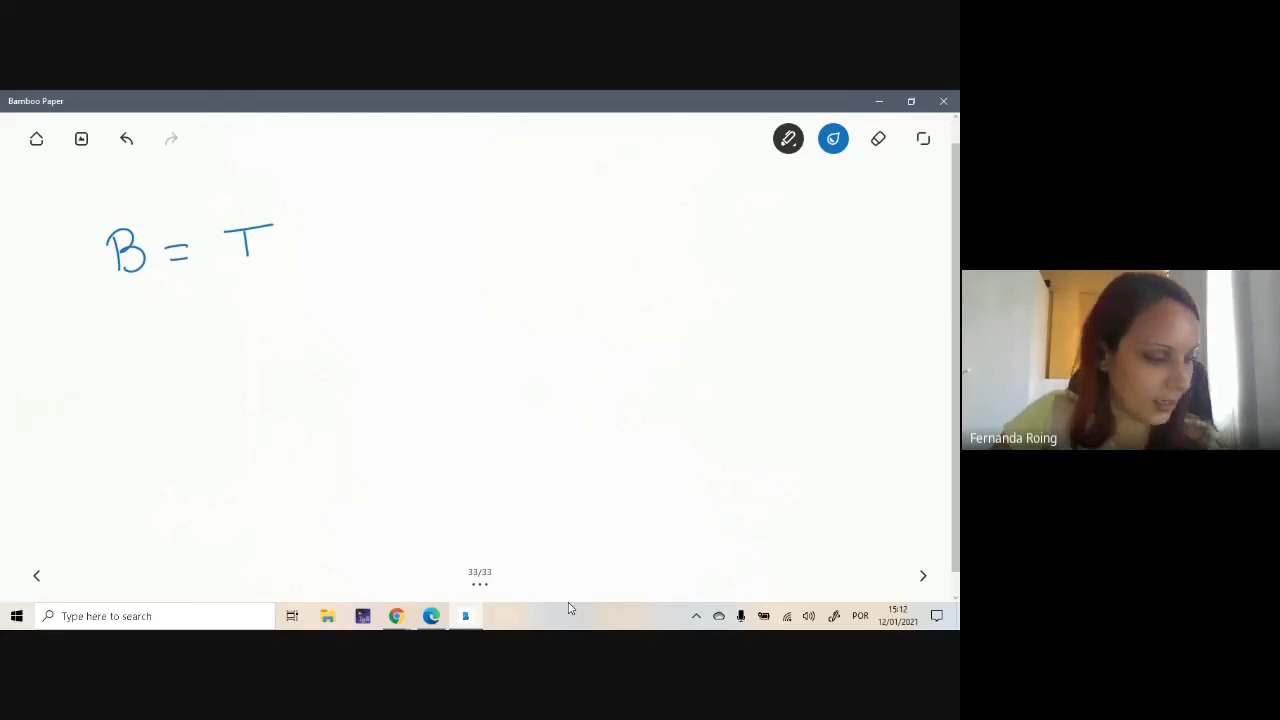 Bamboo Paper
B = T
Fernanda Roing
33/33
Type here to search
POR
15:12
12/01/2021